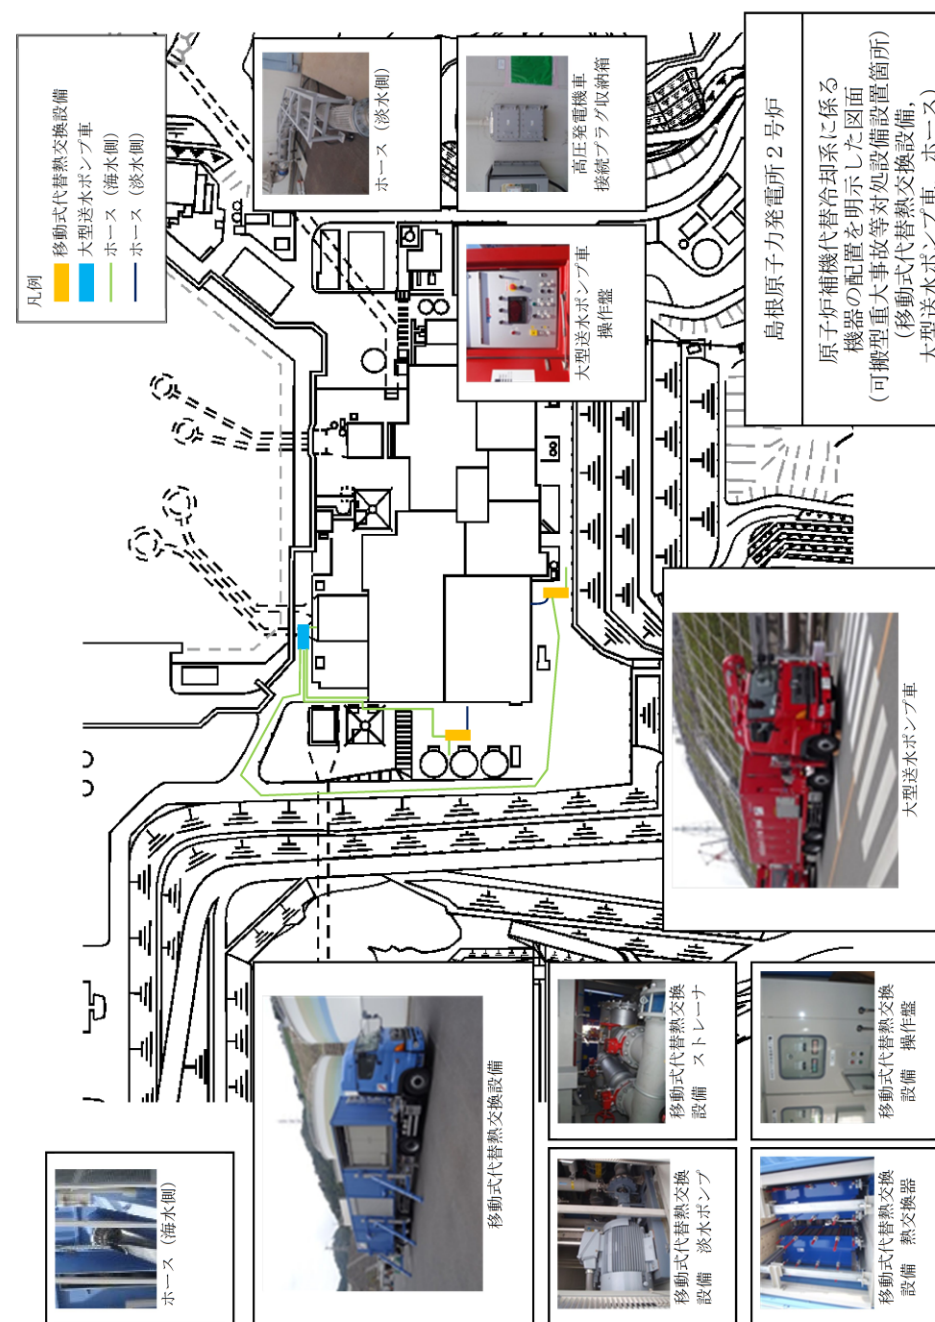 凡例
移動式代替熱交換設備
大型送水ポンプ車
ホース（海水側）
ホース（淡水側）
ホース（海水側）
移動式代替熱交換設備
移動式代替熱交換
設備　淡水ポンプ
移動式代替熱交換
設備　ストレーナ
移動式代替熱交換
設備　熱交換器
移動式代替熱交換
設備　操作盤
大型送水ポンプ車
ホース（淡水側）
高圧発電機車
接続プラグ収納箱
大型送水ポンプ車
操作盤
島根原子力発電所２号炉
原子炉補機代替冷却系に係る
機器の配置を明示した図面
（可搬型重大事故等対処設備設置箇所）
（移動式代替熱交換設備，
大型送水ポンプ車，ホース）